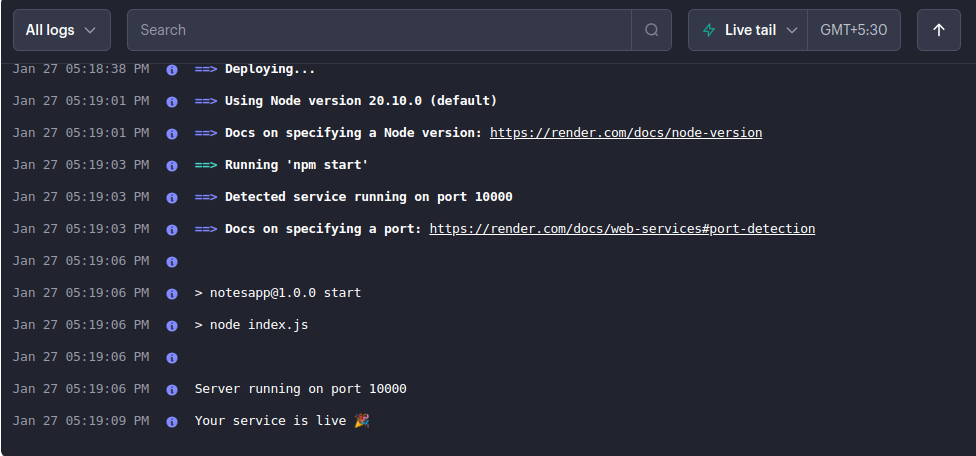 All logs Search Live tail GMT+5:30
Jan 27 05:18:38 PM ==> Deploying...
Jan 27 05:19:01 PM ==> Using Node version 20.10.0 (default)
Jan 27 05:19:01 PM ==> Docs on specifying a Node version: https://render.com/docs/node-version
Jan 27 05:19:03 PM ==> Running 'npm start'
Jan 27 05:19:03 PM ==> Detected service running on port 10000
Jan 27 05:19:03 PM ==> Docs on specifying a port: https://render.com/docs/web-services#port-detection
Jan 27 05:19:06 PM
Jan 27 05:19:06 PM > notesapp@1.0.0 start
Jan 27 05:19:06 PM > node index.js
Jan 27 05:19:06 PM
Jan 27 05:19:06 PM Server running on port 10000
Jan 27 05:19:09 PM Your service is live 🎉